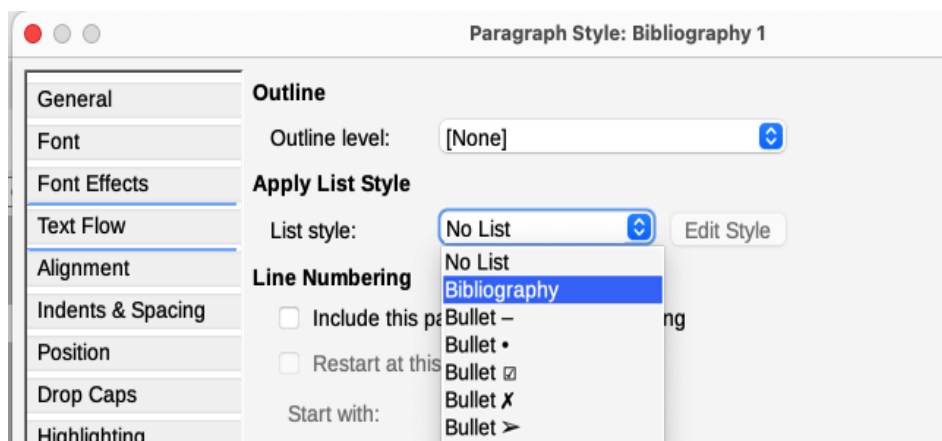 Paragraph Style: Bibliography 1
General
Font
Font Effects
Text Flow
Alignment
Indents & Spacing
Position
Drop Caps
Highlighting
Outline
Outline level: [None]
Apply List Style
List style: No List Edit Style
No List
Bibliography
Bullet –
Bullet •
Bullet ☑
Bullet ✗
Bullet ➢
Line Numbering
Include this pa ng
Restart at this
Start with: